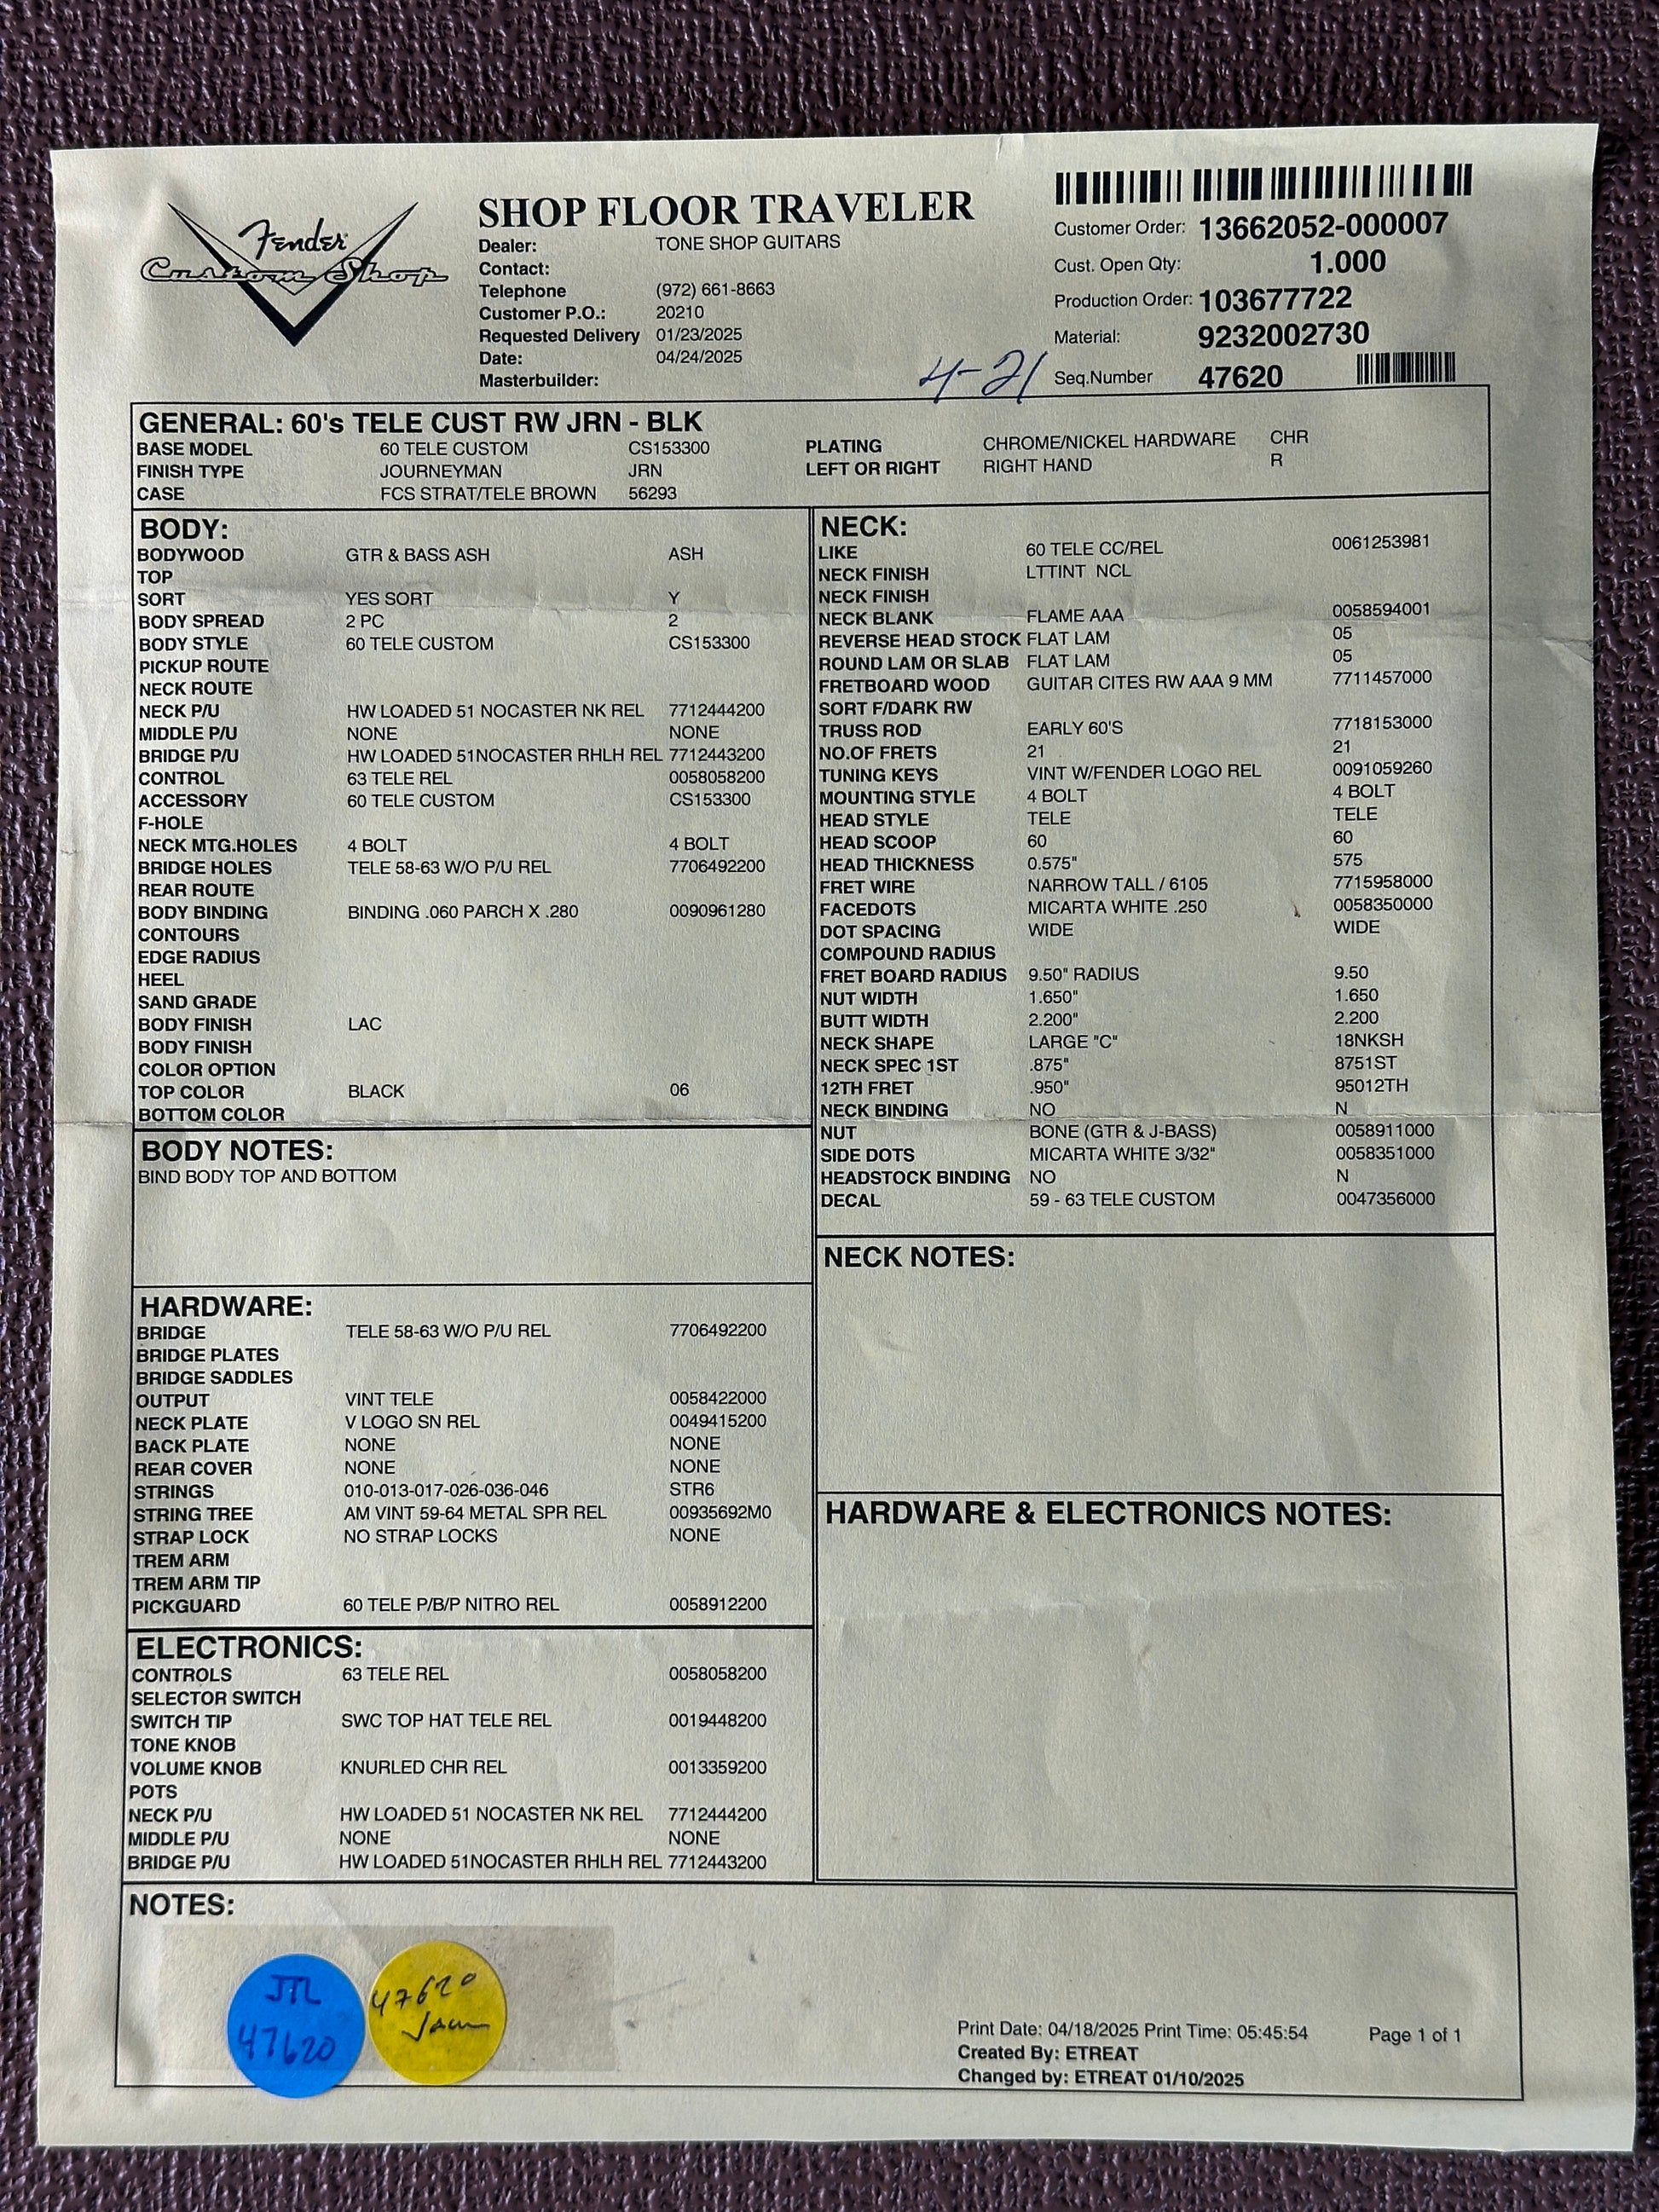 Fender
Custom Shop
SHOP FLOOR TRAVELER
Dealer: TONE SHOP GUITARS
Contact:
Telephone (972) 661-8663
Customer P.O.: 20210
Requested Delivery 01/23/2025
Date: 04/24/2025
Masterbuilder:
Customer Order: 13662052-000007
Cust. Open Qty: 1.000
Production Order: 103677722
Material: 9232002730
4-21
Seq.Number 47620
GENERAL: 60's TELE CUST RW JRN - BLK
BASE MODEL 60 TELE CUSTOM CS153300
FINISH TYPE JOURNEYMAN JRN
CASE FCS STRAT/TELE BROWN 56293
PLATING CHROME/NICKEL HARDWARE CHR
LEFT OR RIGHT RIGHT HAND R
BODY:
BODYWOOD GTR & BASS ASH ASH
TOP
SORT YES SORT Y
BODY SPREAD 2 PC 2
BODY STYLE 60 TELE CUSTOM CS153300
PICKUP ROUTE
NECK ROUTE
NECK P/U HW LOADED 51 NOCASTER NK REL 7712444200
MIDDLE P/U NONE NONE
BRIDGE P/U HW LOADED 51NOCASTER RHLH REL 7712443200
CONTROL 63 TELE REL 0058058200
ACCESSORY 60 TELE CUSTOM CS153300
F-HOLE
NECK MTG.HOLES 4 BOLT 4 BOLT
BRIDGE HOLES TELE 58-63 W/O P/U REL 7706492200
REAR ROUTE
BODY BINDING BINDING .060 PARCH X .280 0090961280
CONTOURS
EDGE RADIUS
HEEL
SAND GRADE
BODY FINISH LAC
BODY FINISH
COLOR OPTION
TOP COLOR BLACK 06
BOTTOM COLOR
BODY NOTES:
BIND BODY TOP AND BOTTOM
HARDWARE:
BRIDGE TELE 58-63 W/O P/U REL 7706492200
BRIDGE PLATES
BRIDGE SADDLES
OUTPUT VINT TELE 0058422000
NECK PLATE V LOGO SN REL 0049415200
BACK PLATE NONE NONE
REAR COVER NONE NONE
STRINGS 010-013-017-026-036-046 STR6
STRING TREE AM VINT 59-64 METAL SPR REL 00935692M0
STRAP LOCK NO STRAP LOCKS NONE
TREM ARM
TREM ARM TIP
PICKGUARD 60 TELE P/B/P NITRO REL 0058912200
ELECTRONICS:
CONTROLS 63 TELE REL 0058058200
SELECTOR SWITCH
SWITCH TIP SWC TOP HAT TELE REL 0019448200
TONE KNOB
VOLUME KNOB KNURLED CHR REL 0013359200
POTS
NECK P/U HW LOADED 51 NOCASTER NK REL 7712444200
MIDDLE P/U NONE NONE
BRIDGE P/U HW LOADED 51NOCASTER RHLH REL 7712443200
NECK:
LIKE 60 TELE CC/REL 0061253981
NECK FINISH LTTINT NCL
NECK FINISH
NECK BLANK FLAME AAA 0058594001
REVERSE HEAD STOCK FLAT LAM 05
ROUND LAM OR SLAB FLAT LAM 05
FRETBOARD WOOD GUITAR CITES RW AAA 9 MM 7711457000
SORT F/DARK RW
TRUSS ROD EARLY 60'S 7718153000
NO.OF FRETS 21 21
TUNING KEYS VINT W/FENDER LOGO REL 0091059260
MOUNTING STYLE 4 BOLT 4 BOLT
HEAD STYLE TELE TELE
HEAD SCOOP 60 60
HEAD THICKNESS 0.575" 575
FRET WIRE NARROW TALL / 6105 7715958000
FACEDOTS MICARTA WHITE .250 0058350000
DOT SPACING WIDE WIDE
COMPOUND RADIUS
FRET BOARD RADIUS 9.50" RADIUS 9.50
NUT WIDTH 1.650" 1.650
BUTT WIDTH 2.200" 2.200
NECK SHAPE LARGE "C" 18NKSH
NECK SPEC 1ST .875" 8751ST
12TH FRET .950" 95012TH
NECK BINDING NO N
NUT BONE (GTR & J-BASS) 0058911000
SIDE DOTS MICARTA WHITE 3/32" 0058351000
HEADSTOCK BINDING NO N
DECAL 59 - 63 TELE CUSTOM 0047356000
NECK NOTES:
HARDWARE & ELECTRONICS NOTES:
NOTES:
JTL
47620
47620
Print Date: 04/18/2025 Print Time: 05:45:54 Page 1 of 1
Created By: ETREAT
Changed by: ETREAT 01/10/2025